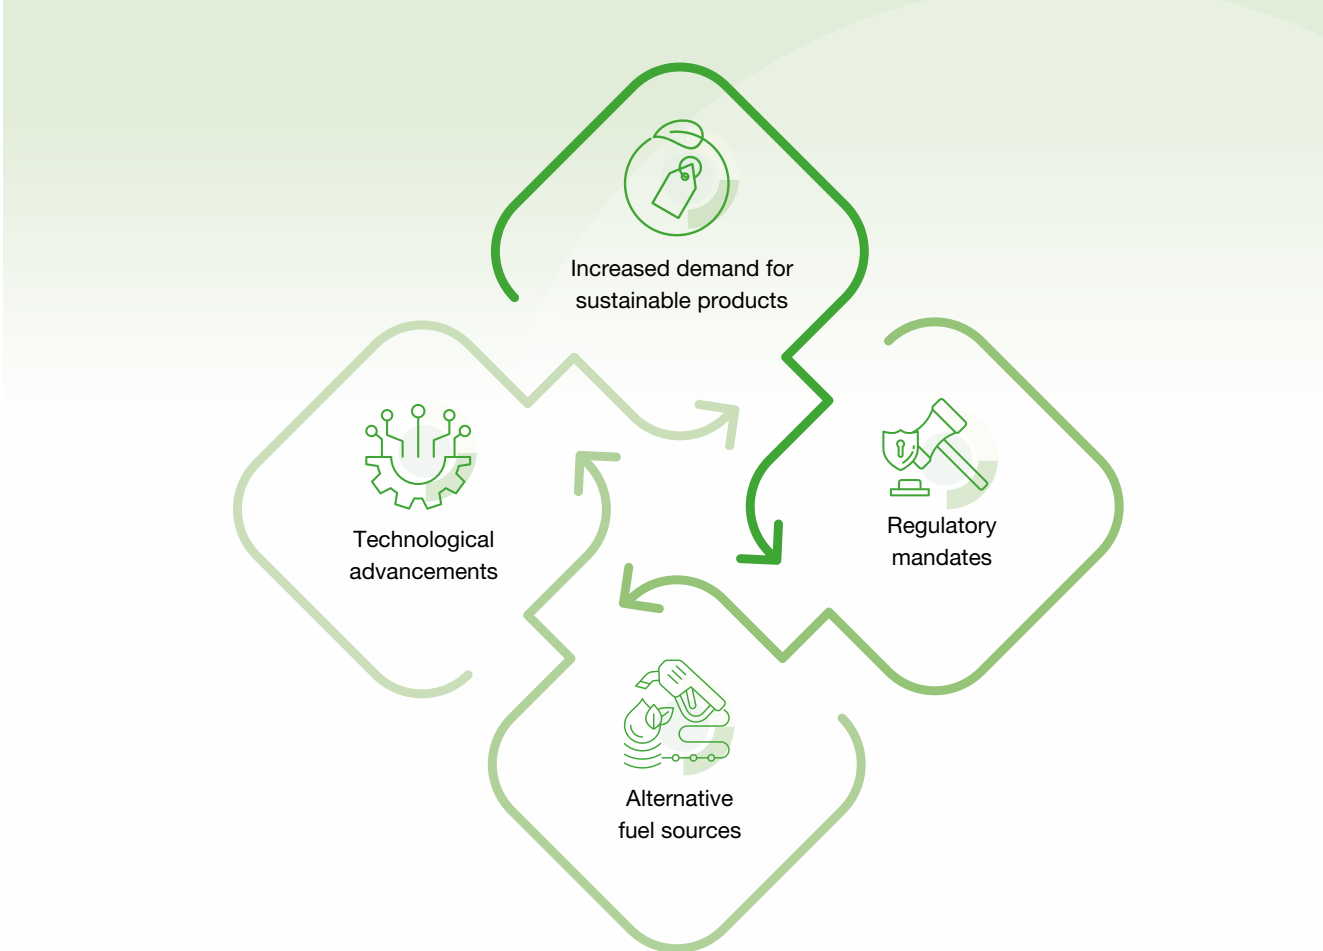 Increased demand for
sustainable products
Technological
advancements
Regulatory
mandates
Alternative
fuel sources